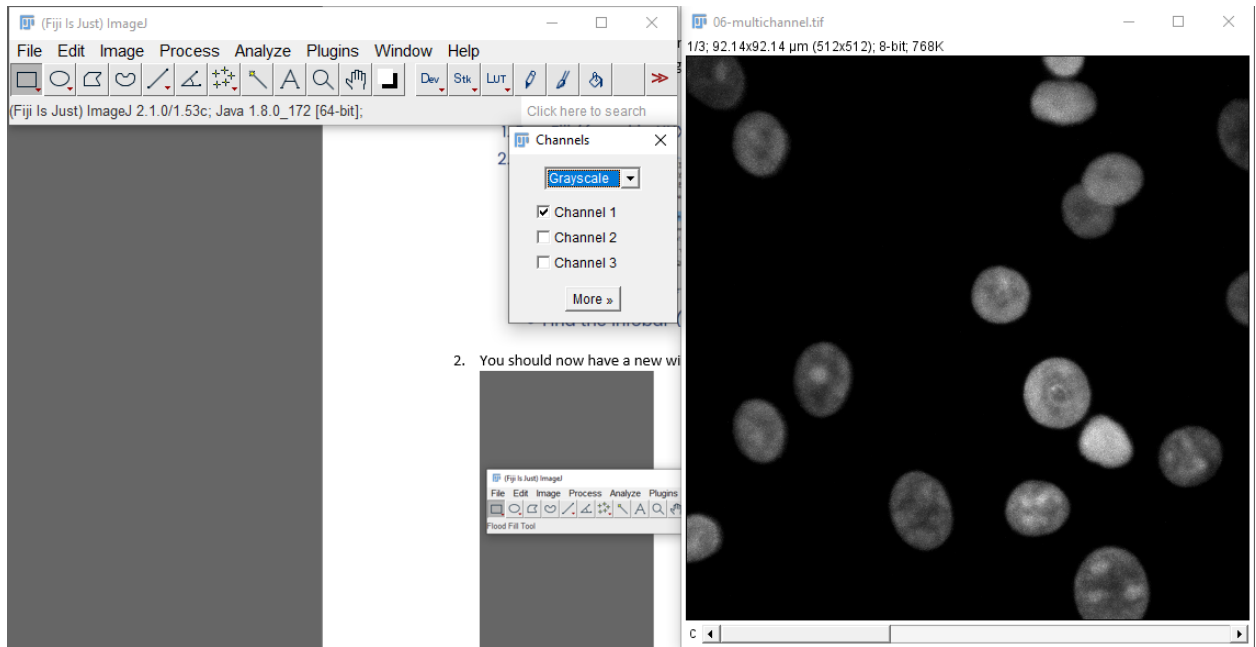 (Fiji Is Just) ImageJ
File Edit Image Process Analyze Plugins Window Help
Dev Stk LUT
(Fiji Is Just) ImageJ 2.1.0/1.53c; Java 1.8.0_172 [64-bit];
Click here to search
1.
2.
Channels
Grayscale
Channel 1
Channel 2
Channel 3
More »
2. You should now have a new wi
(Fiji Is Just) ImageJ
File Edit Image Process Analyze Plugins
Flood Fill Tool
06-multichannel.tif
1/3; 92.14x92.14 µm (512x512); 8-bit; 768K
C